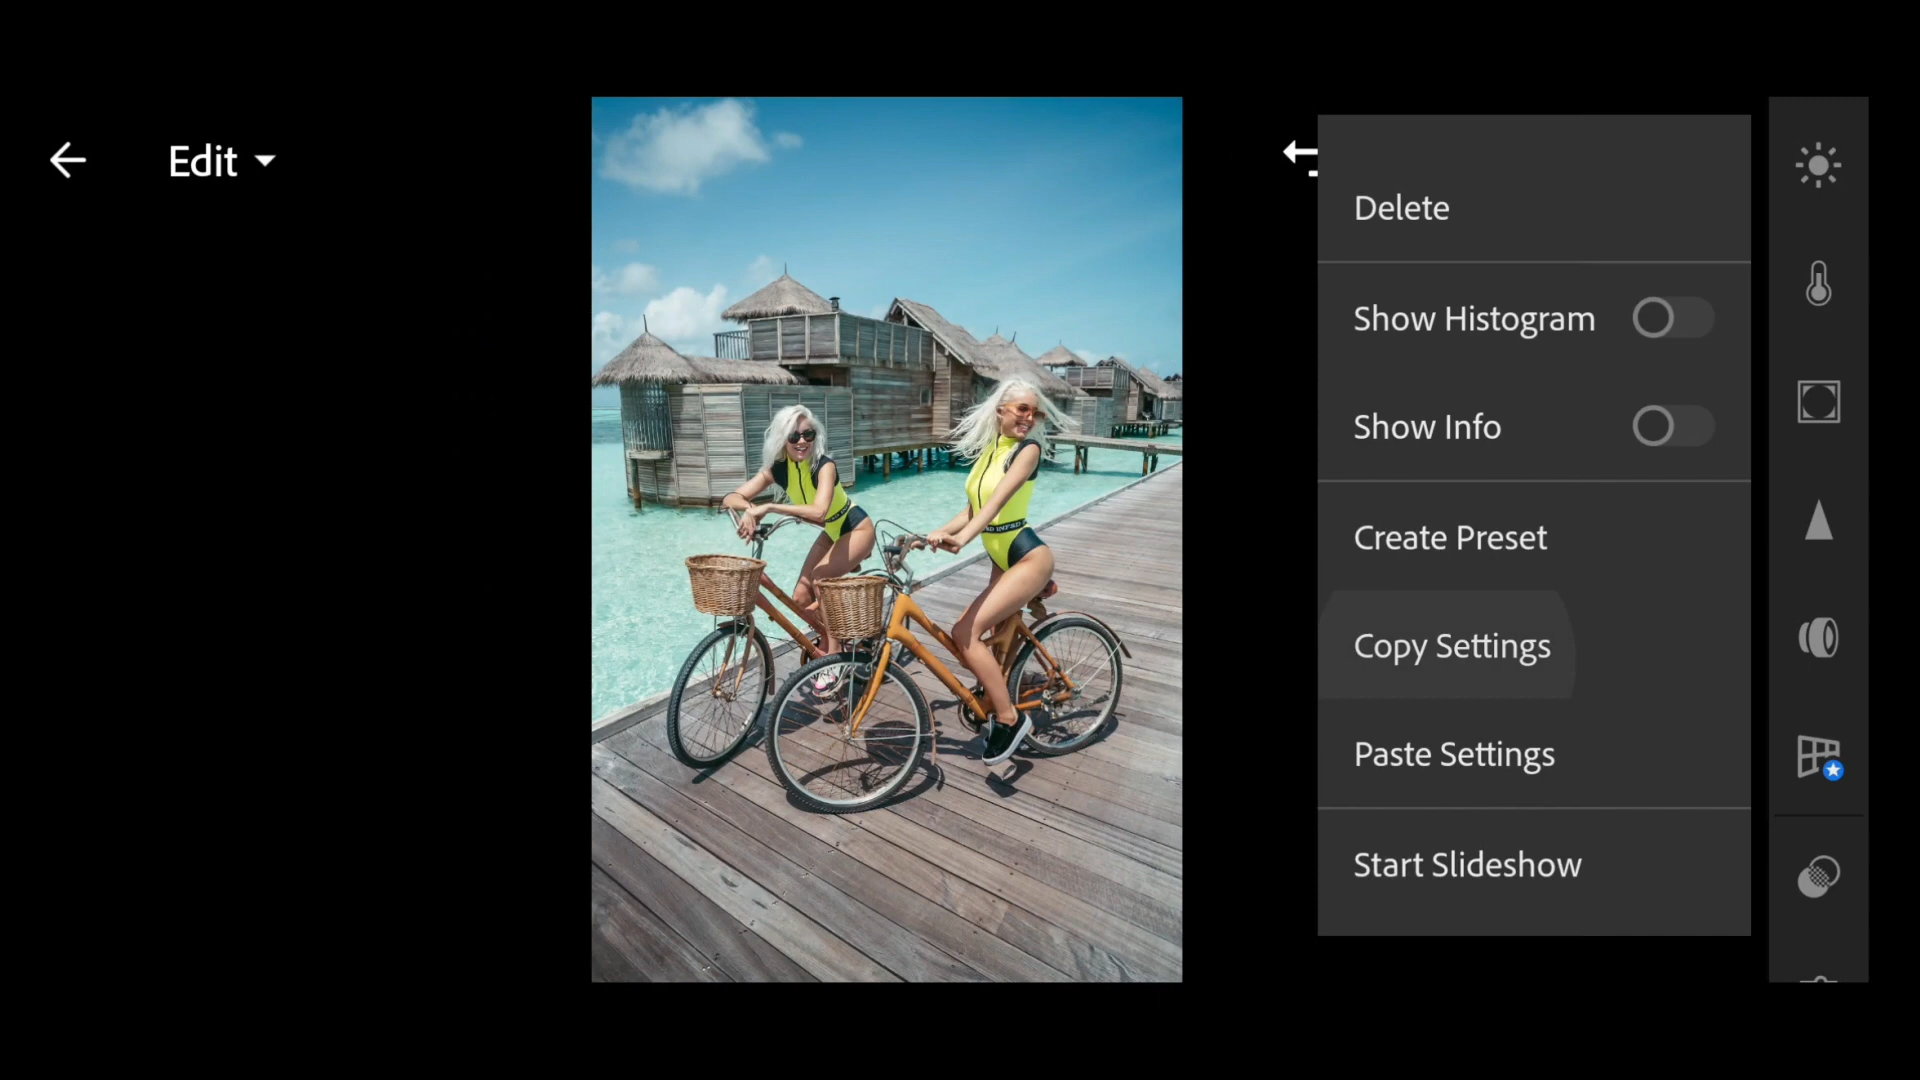 Edit
Delete
Show Histogram
Show Info
Create Preset
Copy Settings
Paste Settings
Start Slideshow